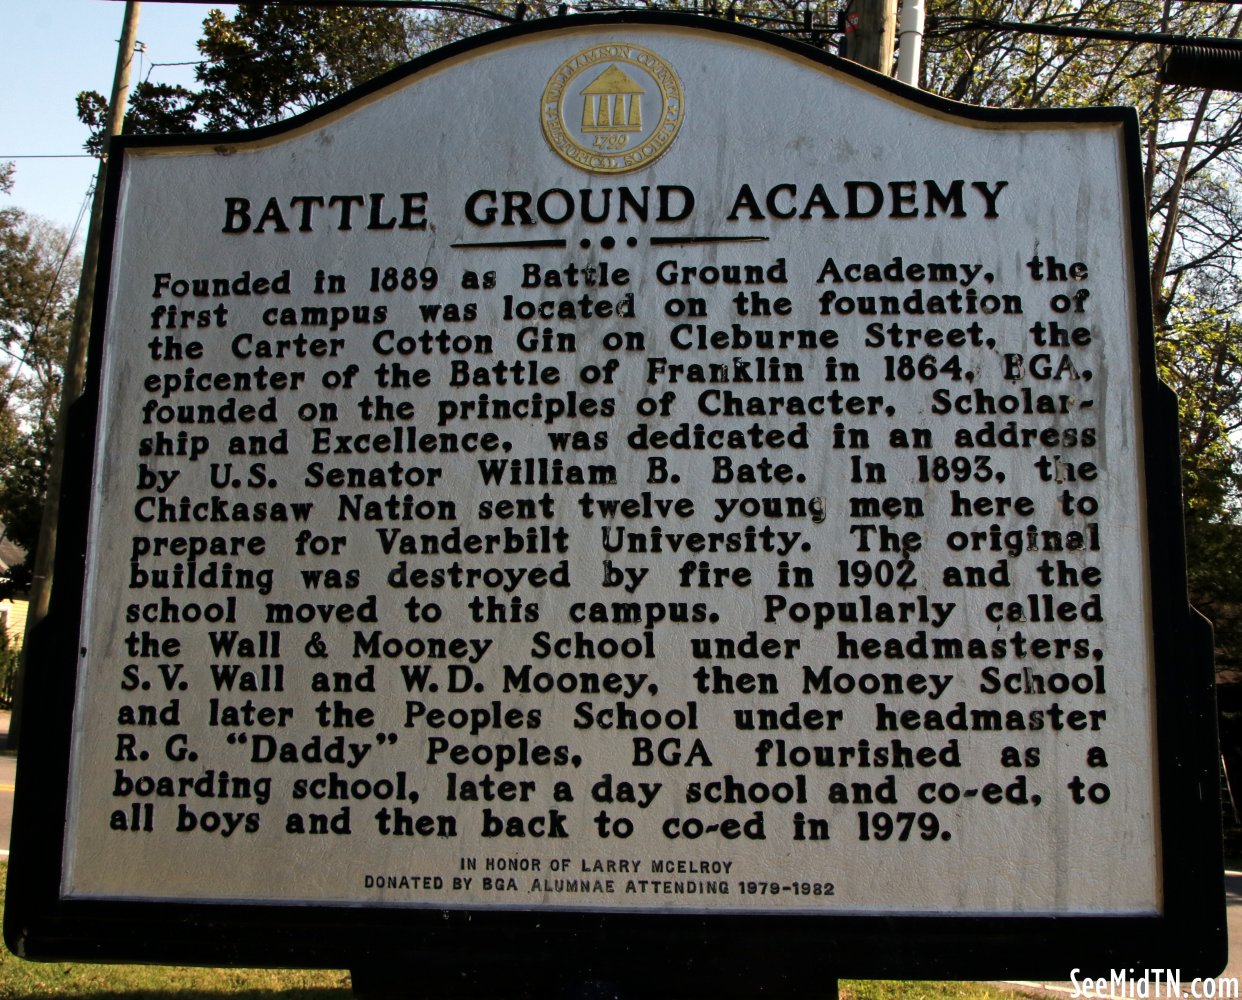 WILLIAMSON COUNTY
1799
HISTORICAL SOCIETY
BATTLE GROUND ACADEMY
Founded in 1889 as Battle Ground Academy, the
first campus was located on the foundation of
the Carter Cotton Gin on Cleburne Street, the
epicenter of the Battle of Franklin in 1864. BGA,
founded on the principles of Character, Scholar-
ship and Excellence, was dedicated in an address
by U.S. Senator William B. Bate. In 1893, the
Chickasaw Nation sent twelve young men here to
prepare for Vanderbilt University. The original
building was destroyed by fire in 1902 and the
school moved to this campus. Popularly called
the Wall & Mooney School under headmasters,
S.V. Wall and W.D. Mooney, then Mooney School
and later the Peoples School under headmaster
R. G. "Daddy" Peoples, BGA flourished as a
boarding school, later a day school and co-ed, to
all boys and then back to co-ed in 1979.
IN HONOR OF LARRY MCELROY
DONATED BY BGA ALUMNAE ATTENDING 1979-1982
SeeMidTN.com